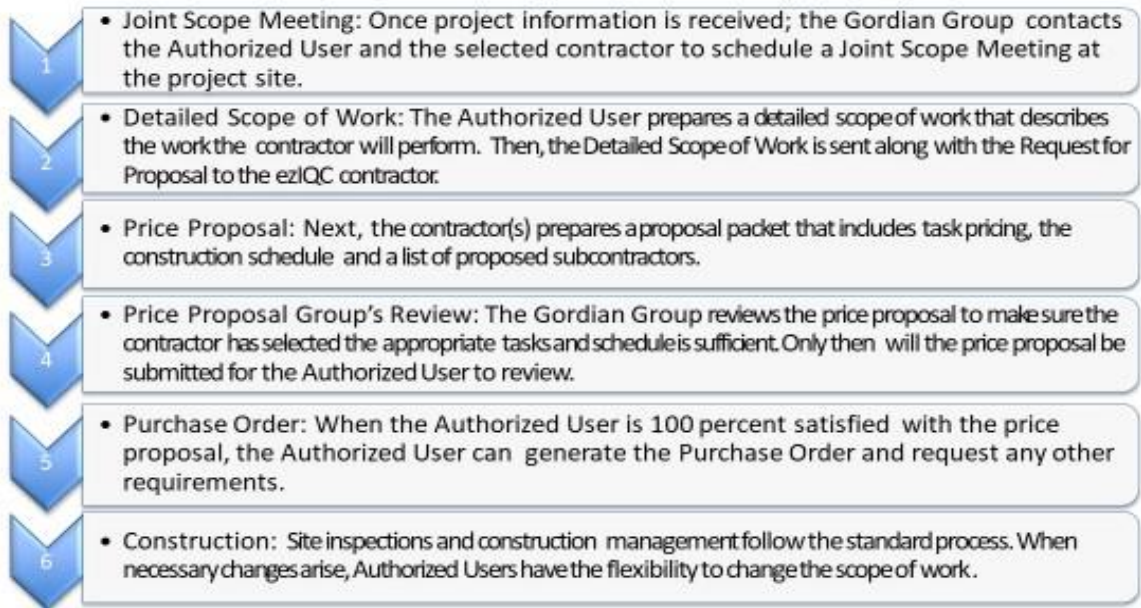 1
• Joint Scope Meeting: Once project information is received; the Gordian Group contacts
the Authorized User and the selected contractor to schedule a Joint Scope Meeting at
the project site.
2
• Detailed Scope of Work: The Authorized User prepares a detailed scope of work that describes
the work the contractor will perform. Then, the Detailed Scope of Work is sent along with the Request for
Proposal to the ezIQC contractor.
3
• Price Proposal: Next, the contractor(s) prepares a proposal packet that includes task pricing, the
construction schedule and a list of proposed subcontractors.
4
• Price Proposal Group's Review: The Gordian Group reviews the price proposal to make sure the
contractor has selected the appropriate tasks and schedule is sufficient. Only then will the price proposal be
submitted for the Authorized User to review.
5
• Purchase Order: When the Authorized User is 100 percent satisfied with the price
proposal, the Authorized User can generate the Purchase Order and request any other
requirements.
6
• Construction: Site inspections and construction management follow the standard process. When
necessary changes arise, Authorized Users have the flexibility to change the scope of work.